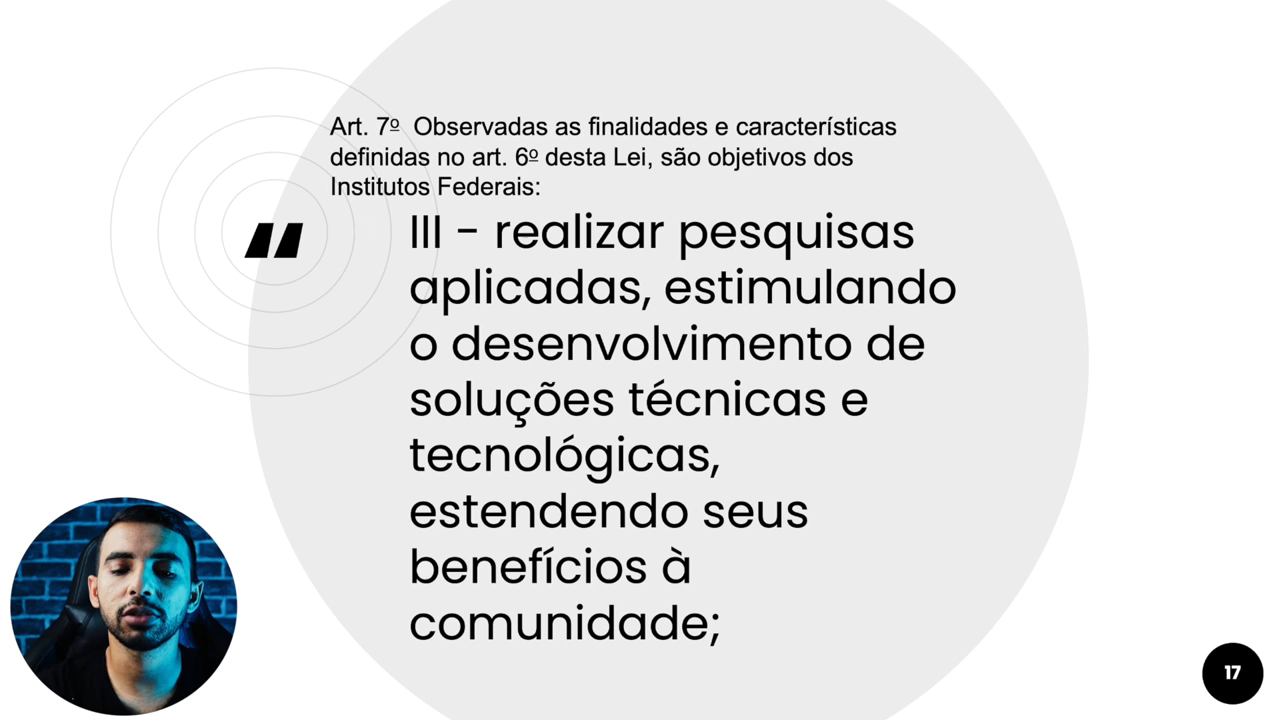 Art. 7º  Observadas as finalidades e características
definidas no art. 6º desta Lei, são objetivos dos
Institutos Federais:
“
III - realizar pesquisas
aplicadas, estimulando
o desenvolvimento de
soluções técnicas e
tecnológicas,
estendendo seus
benefícios à
comunidade;
17